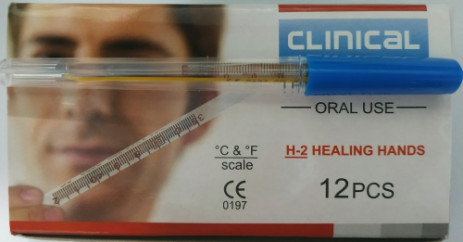 CLINICAL
ORAL USE
°C & °F
scale
H-2 HEALING HANDS
CE
0197
12PCS